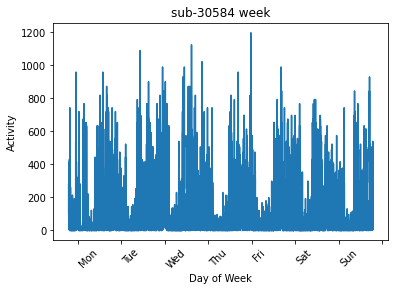 sub-30584 week
1200
1000
800
600
400
200
0
Activity
Mon
Tue
Wed
Thu
Fri
Sat
Sun
Day of Week